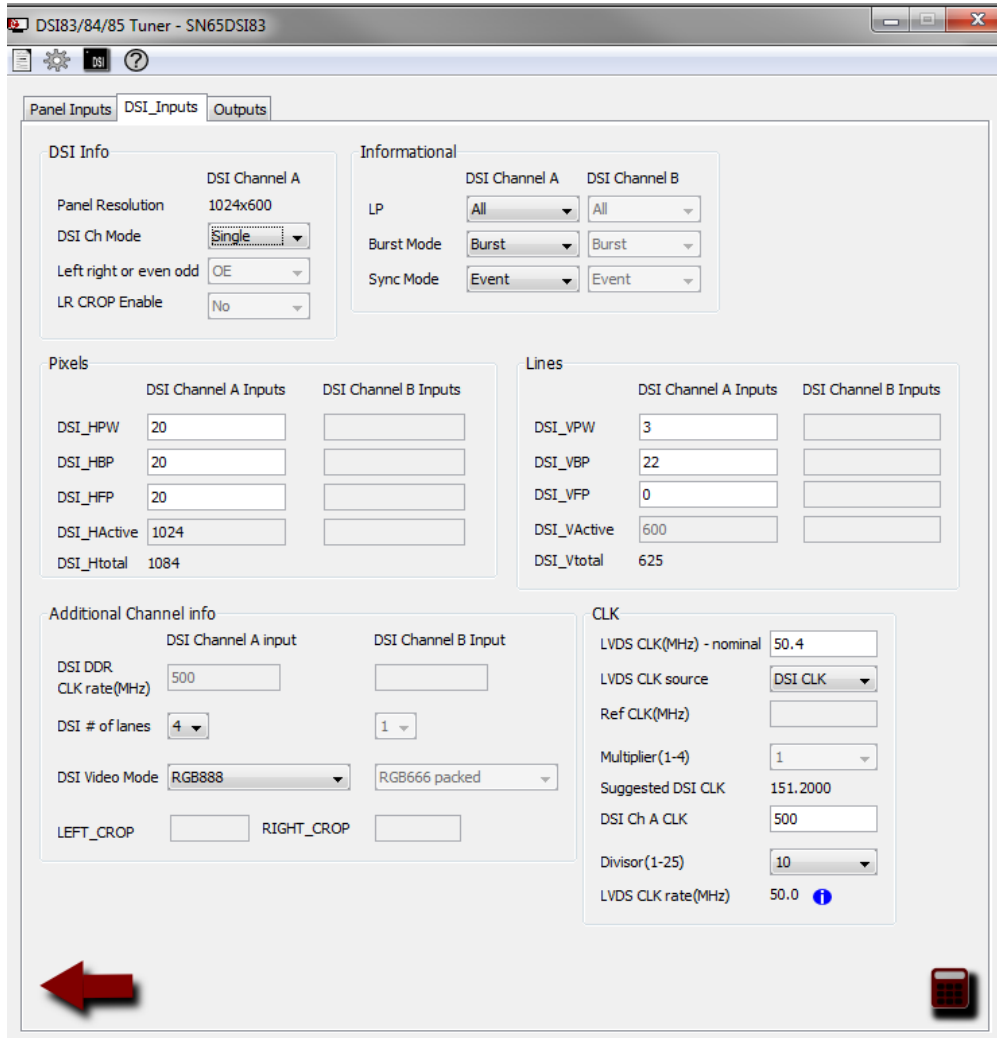 DSI83/84/85 Tuner - SN65DSI83
DSI
Panel Inputs DSI_Inputs Outputs
DSI Info
DSI Channel A
Panel Resolution 1024x600
DSI Ch Mode Single
Left right or even odd OE
LR CROP Enable No
Informational
DSI Channel A DSI Channel B
LP All All
Burst Mode Burst Burst
Sync Mode Event Event
Pixels
DSI Channel A Inputs DSI Channel B Inputs
DSI_HPW 20
DSI_HBP 20
DSI_HFP 20
DSI_HActive 1024
DSI_Htotal 1084
Lines
DSI Channel A Inputs DSI Channel B Inputs
DSI_VPW 3
DSI_VBP 22
DSI_VFP 0
DSI_VActive 600
DSI_Vtotal 625
Additional Channel info
DSI Channel A input DSI Channel B Input
DSI DDR
CLK rate(MHz) 500
DSI # of lanes 4 1
DSI Video Mode RGB888 RGB666 packed
LEFT_CROP RIGHT_CROP
CLK
LVDS CLK(MHz) - nominal 50.4
LVDS CLK source DSI CLK
Ref CLK(MHz)
Multiplier(1-4) 1
Suggested DSI CLK 151.2000
DSI Ch A CLK 500
Divisor(1-25) 10
LVDS CLK rate(MHz) 50.0